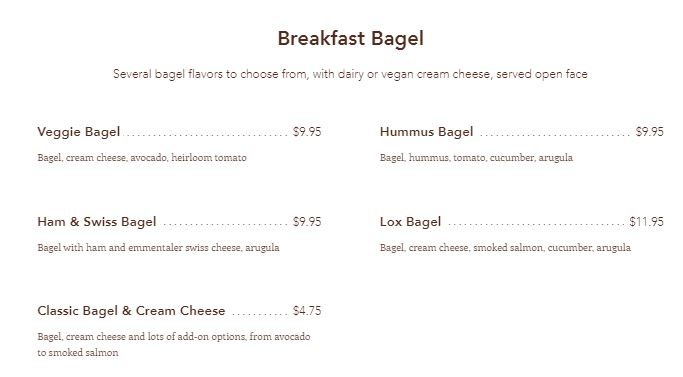 Breakfast Bagel
Several bagel flavors to choose from, with dairy or vegan cream cheese, served open face
Veggie Bagel ................................ $9.95
Bagel, cream cheese, avocado, heirloom tomato
Hummus Bagel ............................. $9.95
Bagel, hummus, tomato, cucumber, arugula
Ham & Swiss Bagel ........................ $9.95
Bagel with ham and emmentaler swiss cheese, arugula
Lox Bagel .................................. $11.95
Bagel, cream cheese, smoked salmon, cucumber, arugula
Classic Bagel & Cream Cheese ........... $4.75
Bagel, cream cheese and lots of add-on options, from avocado
to smoked salmon